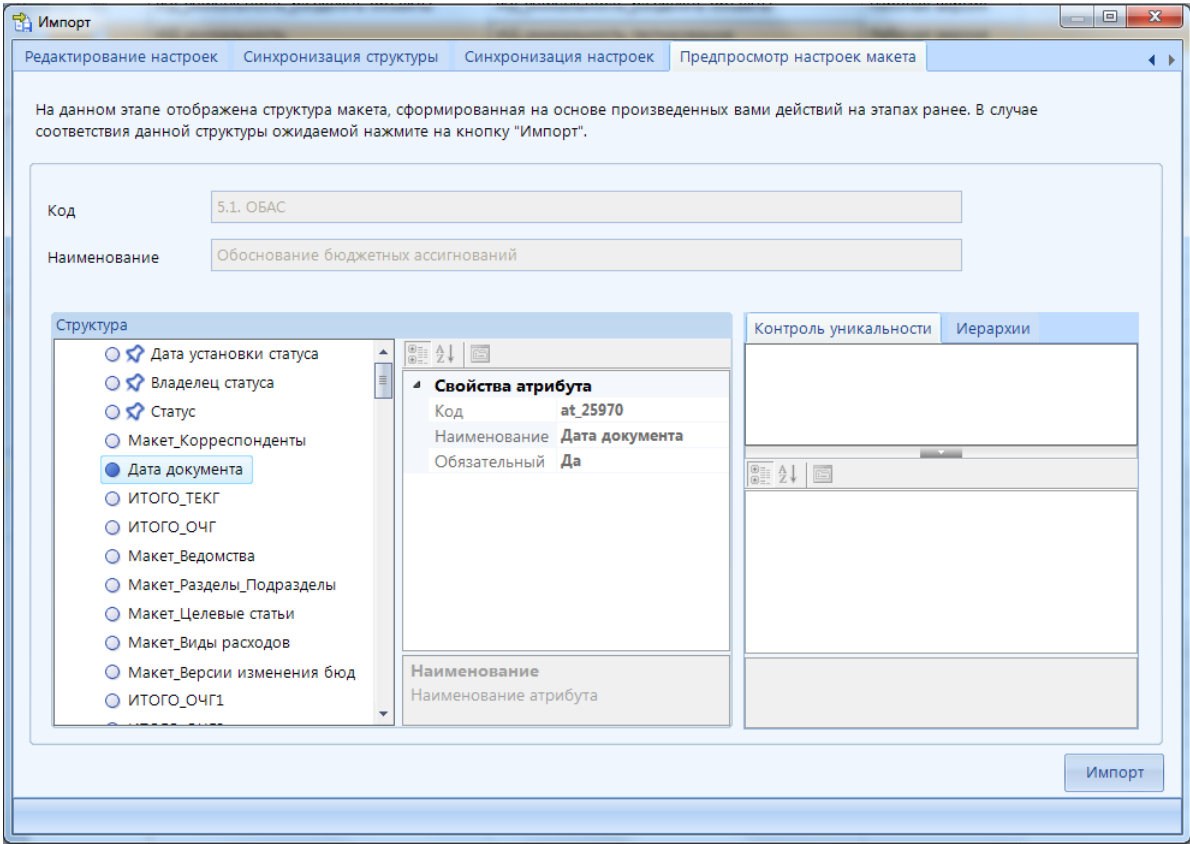 Импорт
Редактирование настроек
Синхронизация структуры
Синхронизация настроек
Предпросмотр настроек макета
На данном этапе отображена структура макета, сформированная на основе произведенных вами действий на этапах ранее. В случае
соответствия данной структуры ожидаемой нажмите на кнопку "Импорт".
Код
5.1. ОБАС
Наименование
Обоснование бюджетных ассигнований
Структура
Дата установки статуса
Владелец статуса
Статус
Макет_Корреспонденты
Дата документа
ИТОГО_ТЕКГ
ИТОГО_ОЧГ
Макет_Ведомства
Макет_Разделы_Подразделы
Макет_Целевые статьи
Макет_Виды расходов
Макет_Версии изменения бюд
ИТОГО_ОЧГ1
Свойства атрибута
Код at_25970
Наименование Дата документа
Обязательный Да
Наименование
Наименование атрибута
Контроль уникальности
Иерархии
Импорт